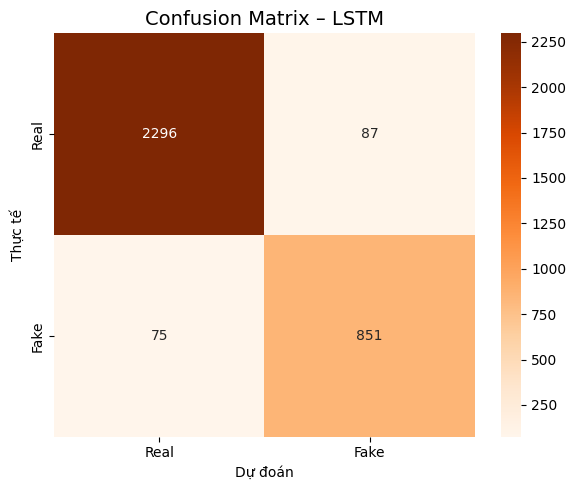 Confusion Matrix – LSTM
Thực tế
Real
2296
87
Fake
75
851
Real
Fake
Dự đoán
2250
2000
1750
1500
1250
1000
750
500
250